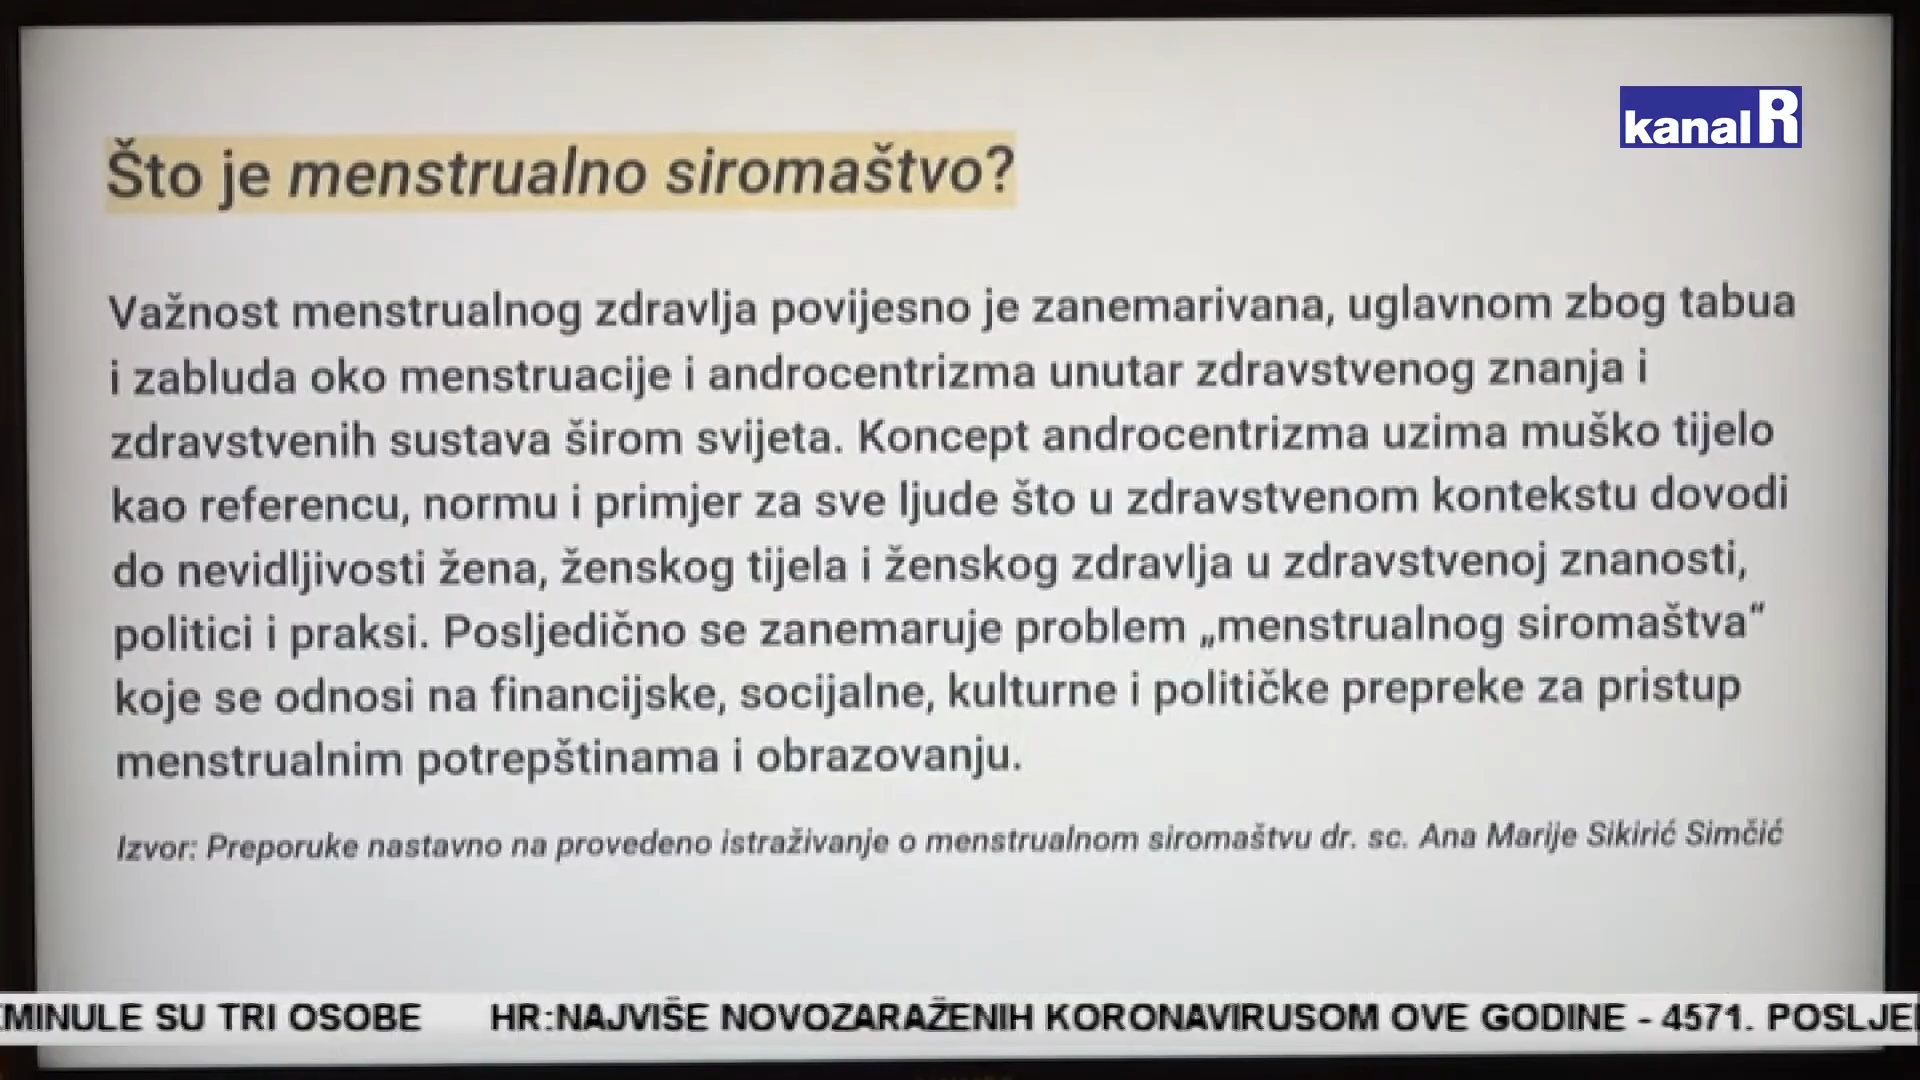 kanalR
Što je menstrualno siromaštvo?
Važnost menstrualnog zdravlja povijesno je zanemarivana, uglavnom zbog tabua
i zabluda oko menstruacije i androcentrizma unutar zdravstvenog znanja i
zdravstvenih sustava širom svijeta. Koncept androcentrizma uzima muško tijelo
kao referencu, normu i primjer za sve ljude što u zdravstvenom kontekstu dovodi
do nevidljivosti žena, ženskog tijela i ženskog zdravlja u zdravstvenoj znanosti,
politici i praksi. Posljedično se zanemaruje problem „menstrualnog siromaštva“
koje se odnosi na financijske, socijalne, kulturne i političke prepreke za pristup
menstrualnim potrepštinama i obrazovanju.
Izvor: Preporuke nastavno na provedeno istraživanje o menstrualnom siromaštvu dr. sc. Ana Marije Sikirić Simčić
MINULE SU TRI OSOBE HR:NAJVIŠE NOVOZARAŽENIH KORONAVIRUSOM OVE GODINE - 4571. POSLJE